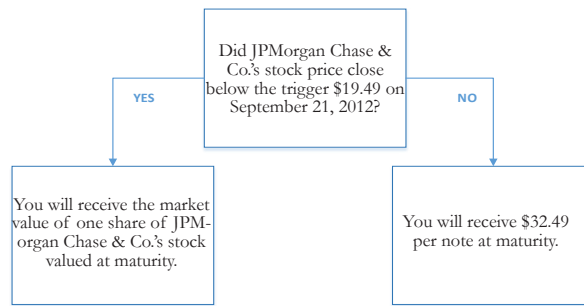 Did JPMorgan Chase &
Co.'s stock price close
below the trigger $19.49 on
September 21, 2012?
YES
NO
You will receive the market
value of one share of JPM-
organ Chase & Co.'s stock
valued at maturity.
You will receive $32.49
per note at maturity.